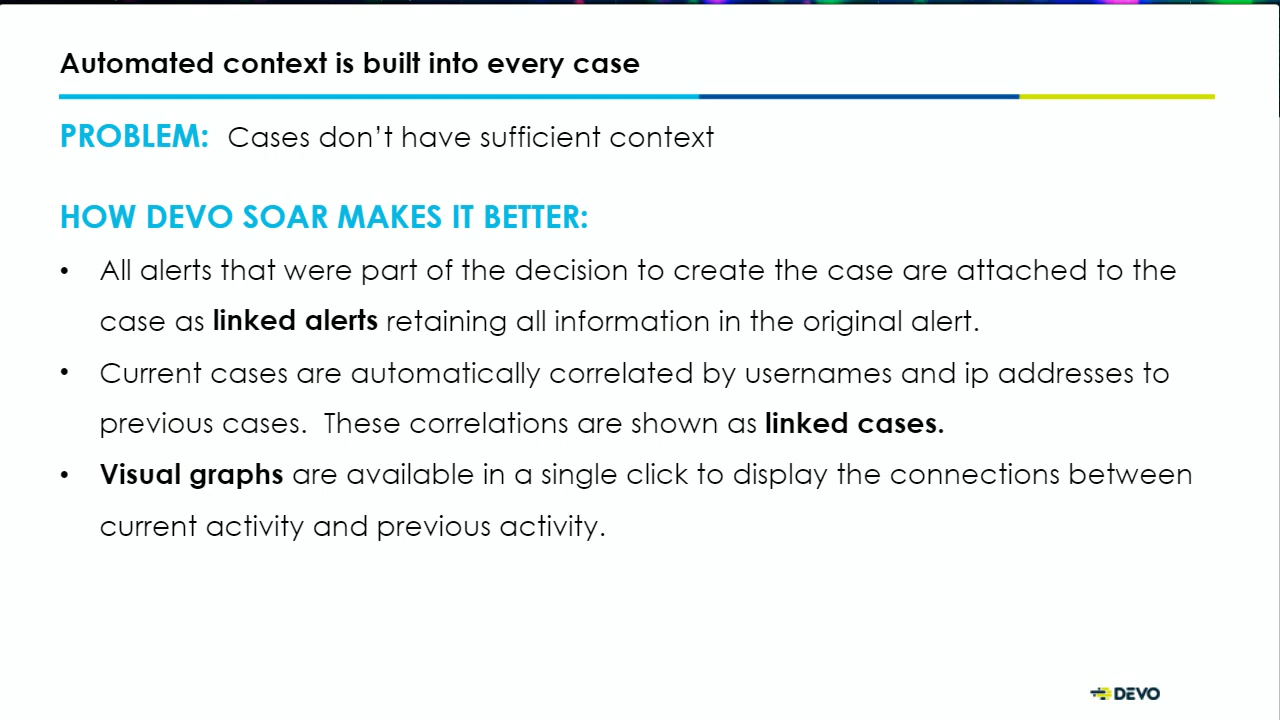 Automated context is built into every case
PROBLEM: Cases don’t have sufficient context
HOW DEVO SOAR MAKES IT BETTER:
• All alerts that were part of the decision to create the case are attached to the
case as linked alerts retaining all information in the original alert.
• Current cases are automatically correlated by usernames and ip addresses to
previous cases.  These correlations are shown as linked cases.
• Visual graphs are available in a single click to display the connections between
current activity and previous activity.
DEVO